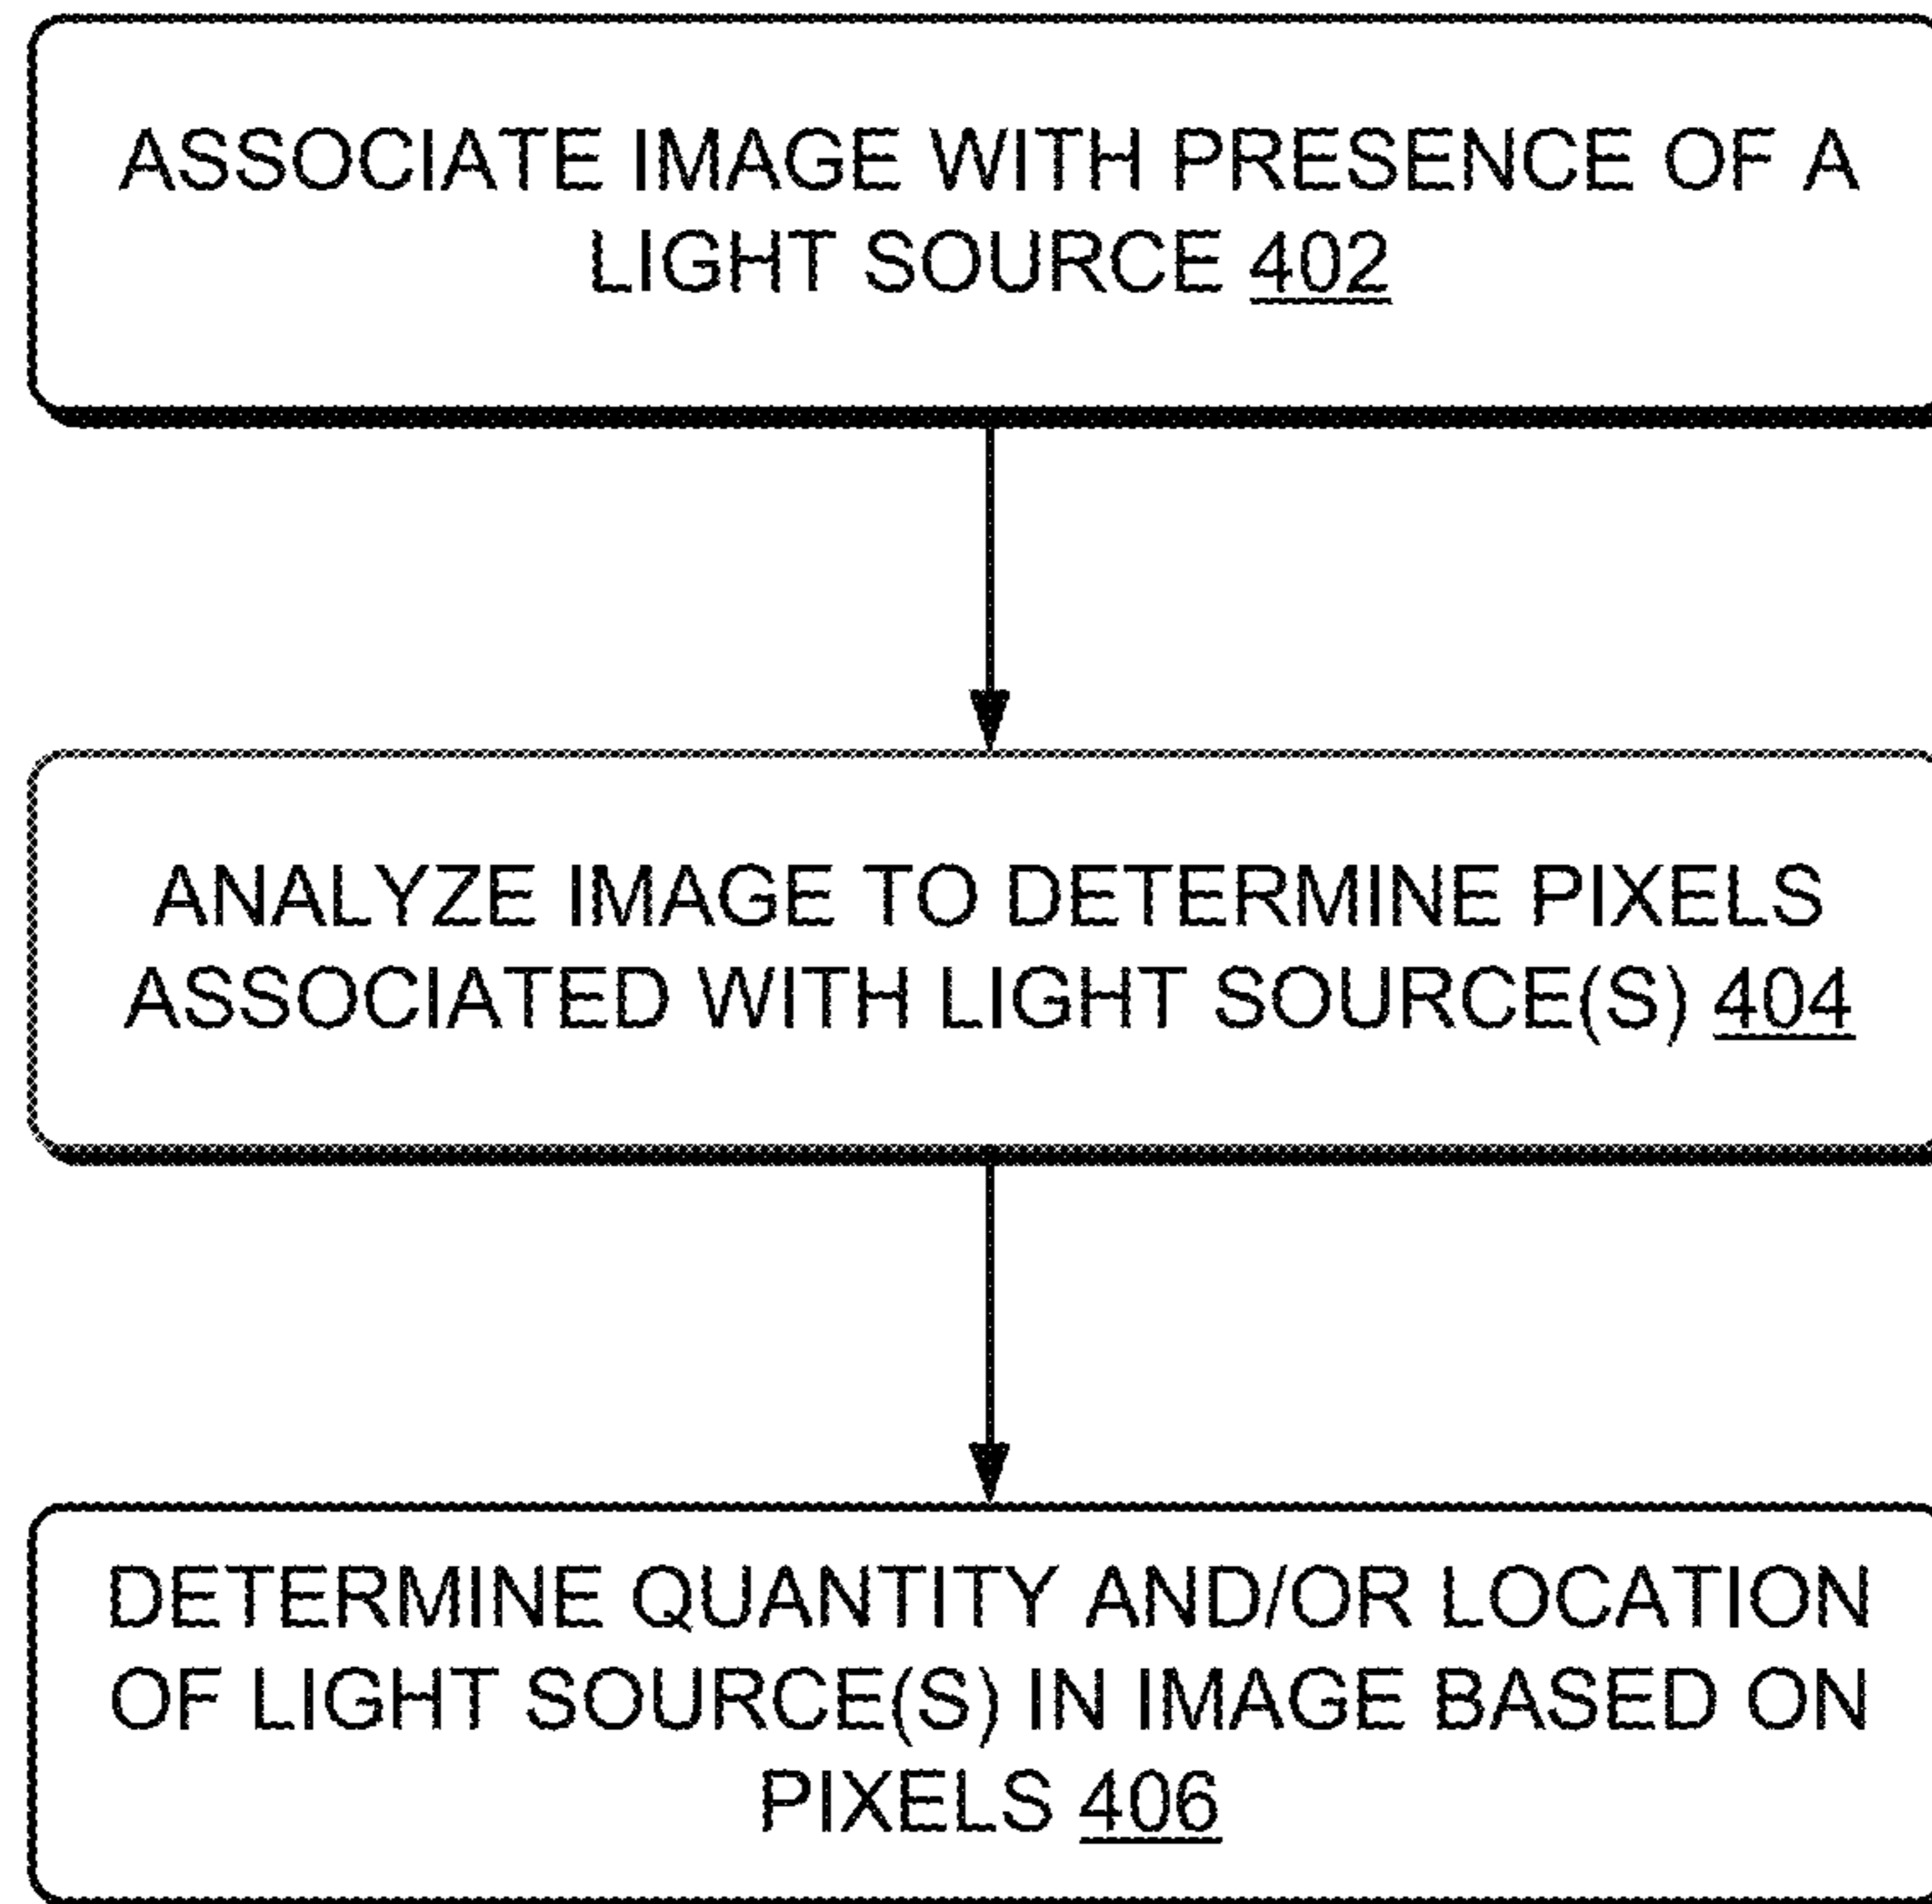 ASSOCIATE IMAGE WITH PRESENCE OF A
LIGHT SOURCE 402
ANALYZE IMAGE TO DETERMINE PIXELS
ASSOCIATED WITH LIGHT SOURCE(S) 404
DETERMINE QUANTITY AND/OR LOCATION
OF LIGHT SOURCE(S) IN IMAGE BASED ON
PIXELS 406